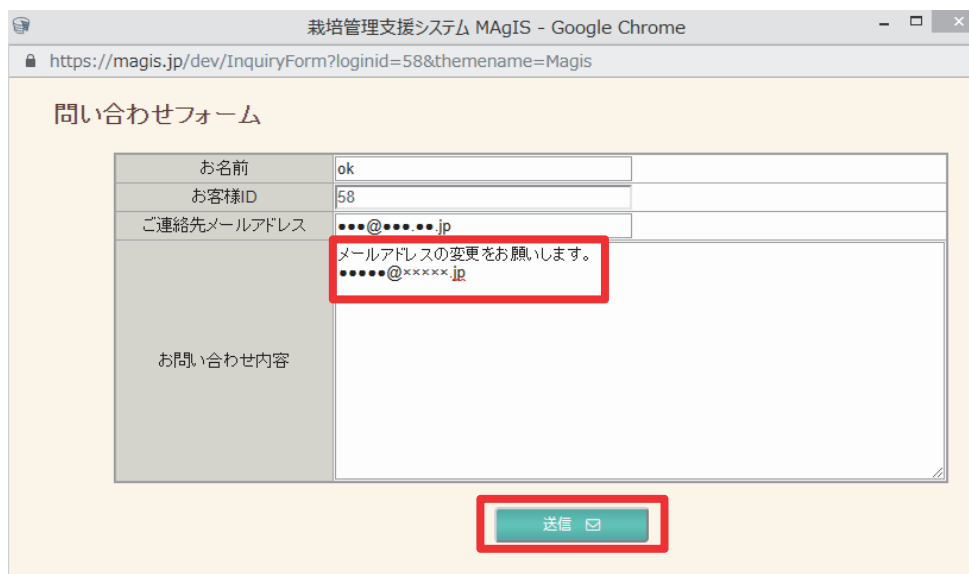 栽培管理支援システム MAgIS - Google Chrome
https://magis.jp/dev/InquiryForm?loginid=58&themename=Magis
問い合わせフォーム
お名前 ok
お客様ID 58
ご連絡先メールアドレス ●●●@●●●.●●.jp
メールアドレスの変更をお願いします。
●●●●●@×××××.jp
お問い合わせ内容
送信